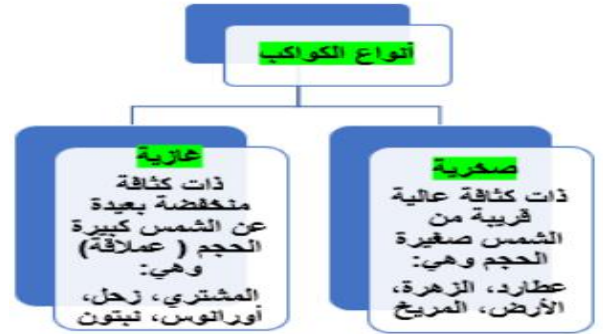 أنواع الكواكب
صخرية
ذات كثافة عالية
قريبة من
الشمس صغيرة
الحجم وهي:
عطارد، الزهرة،
الأرض، المريخ
غازية
ذات كثافة
منخفضة بعيدة
عن الشمس كبيرة
الحجم ( عملاقة)
وهي:
المشتري، زحل،
أورانوس، نبتون